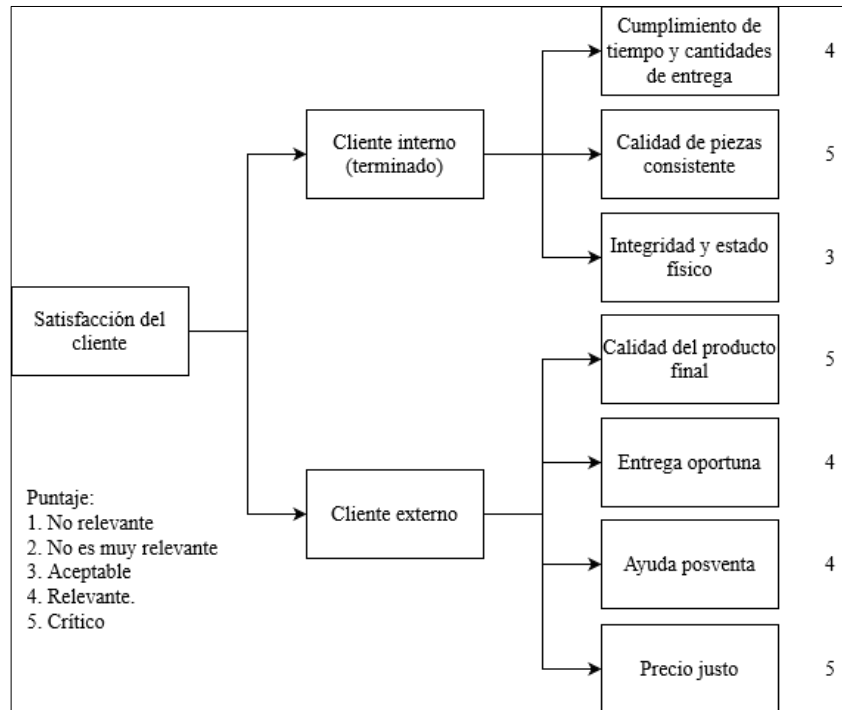 Cumplimiento de
tiempo y cantidades
de entrega
4
Cliente interno
(terminado)
Calidad de piezas
consistente
5
Integridad y estado
físico
3
Satisfacción del
cliente
Calidad del producto
final
5
Cliente externo
Entrega oportuna
4
Ayuda posventa
4
Precio justo
5
Puntaje:
1. No relevante
2. No es muy relevante
3. Aceptable
4. Relevante.
5. Crítico